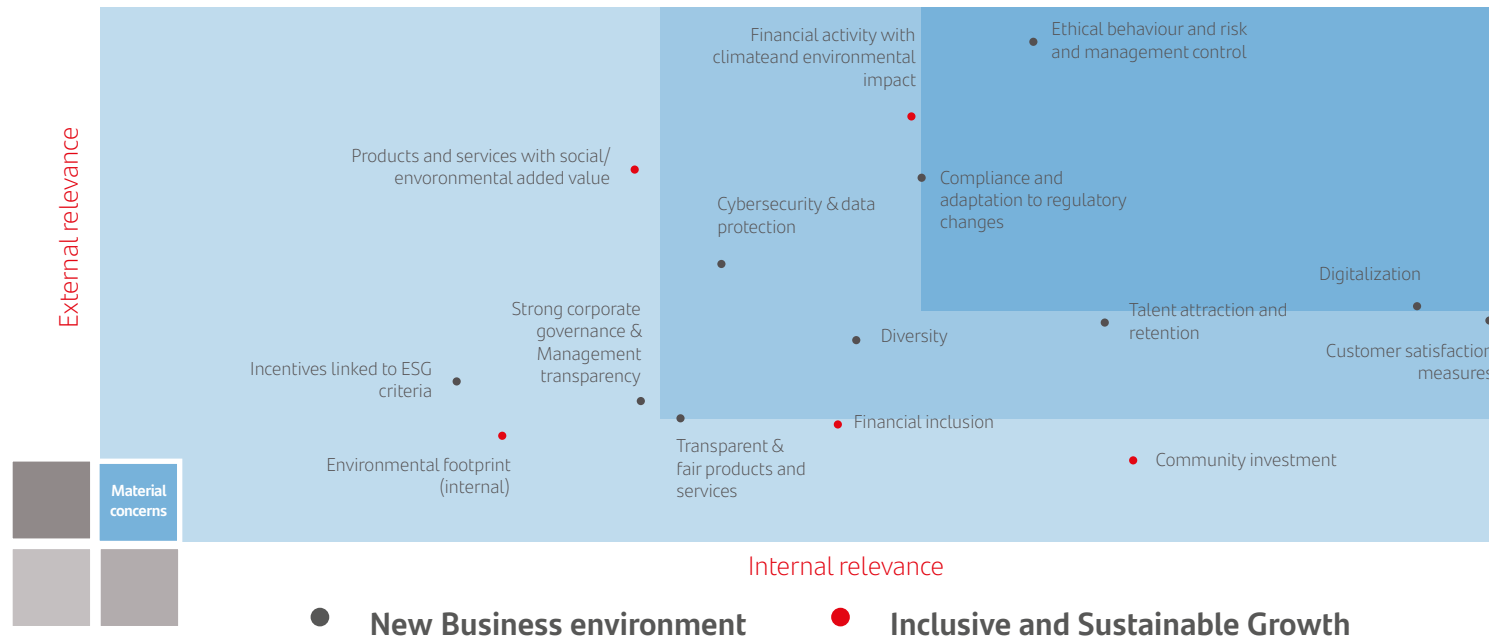 External relevance
Financial activity with
climateand environmental
impact
Ethical behaviour and risk
and management control
Products and services with social/
envoronmental added value
Compliance and
adaptation to regulatory
changes
Cybersecurity & data
protection
Digitalization
Strong corporate
governance &
Management
transparency
Talent attraction and
retention
Diversity
Customer satisfaction
measures
Incentives linked to ESG
criteria
Financial inclusion
Transparent &
fair products and
services
Environmental footprint
(internal)
Community investment
Material
concerns
Internal relevance
New Business environment
Inclusive and Sustainable Growth